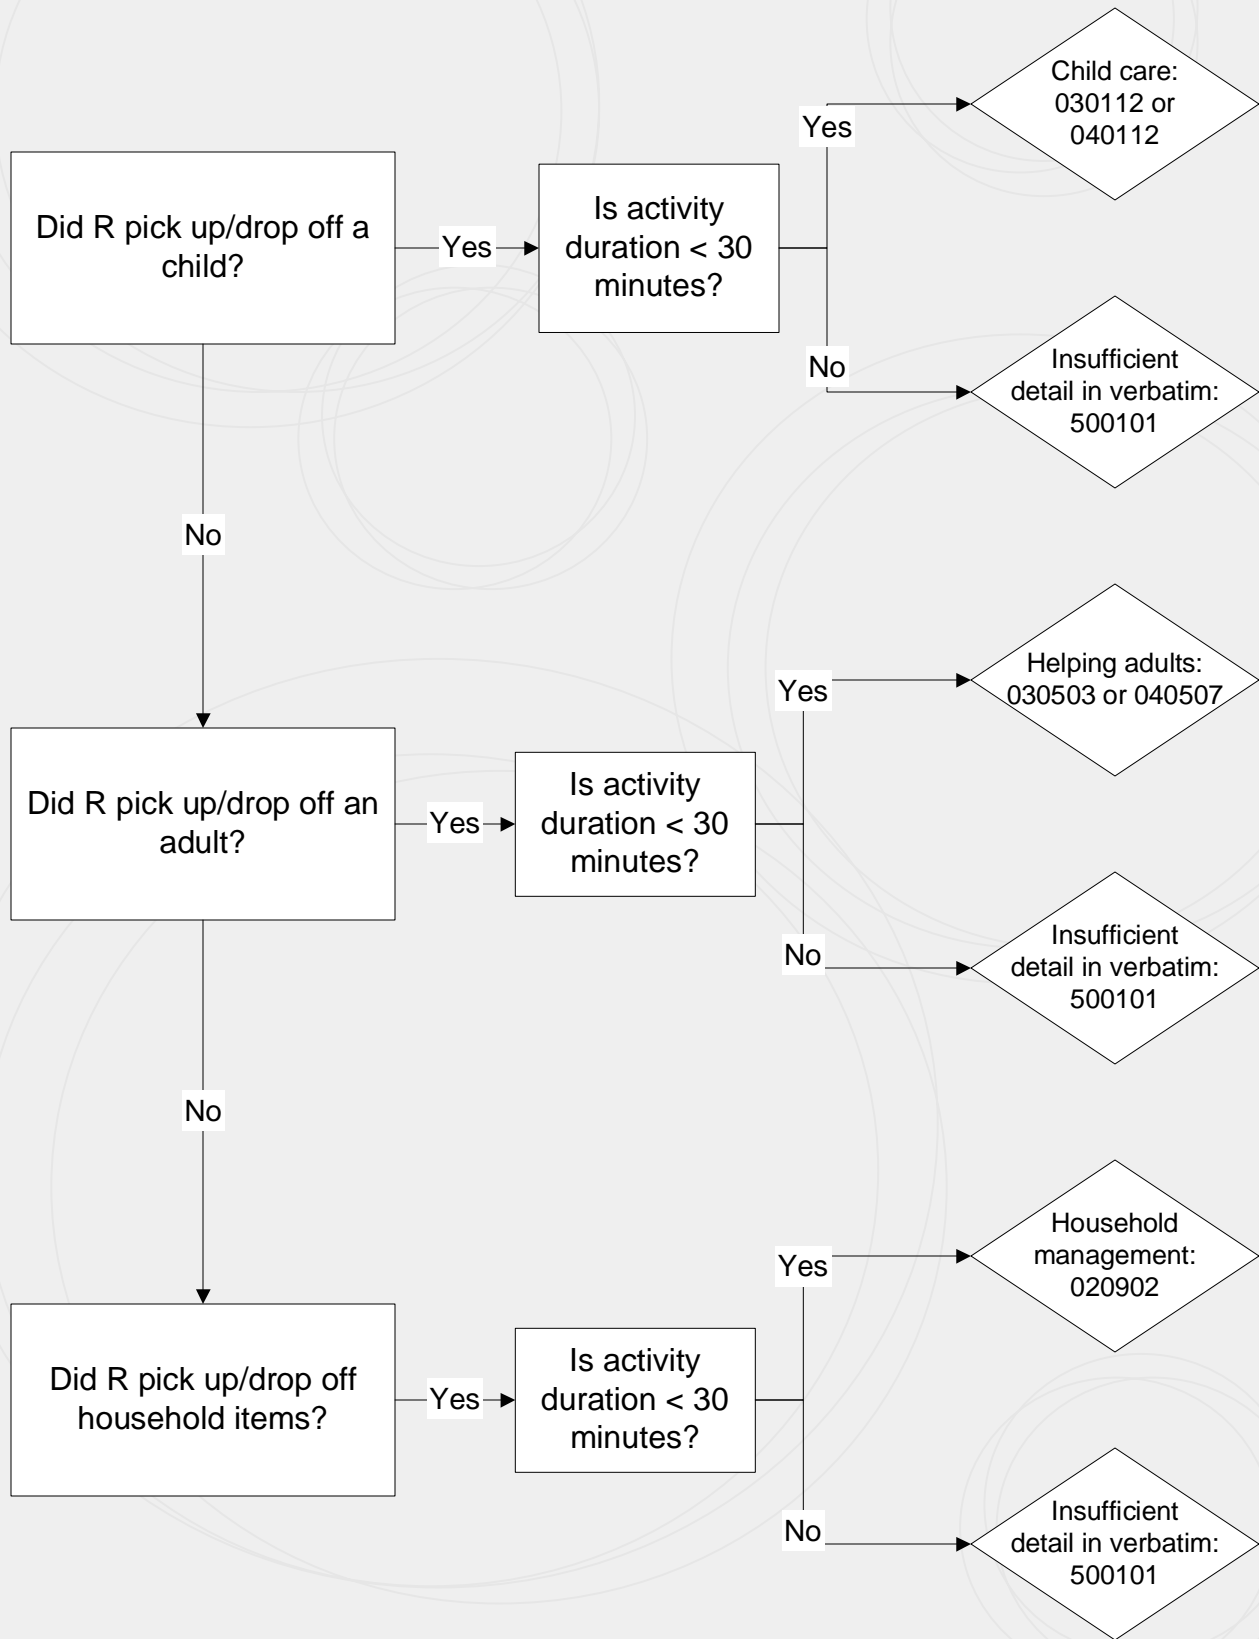 Child care:
030112 or
040112
Yes
Did R pick up/drop off a
child?
Yes
Is activity
duration < 30
minutes?
No
Insufficient
detail in verbatim:
500101
No
Helping adults:
030503 or 040507
Yes
Did R pick up/drop off an
adult?
Yes
Is activity
duration < 30
minutes?
No
Insufficient
detail in verbatim:
500101
No
Household
management:
020902
Yes
Did R pick up/drop off
household items?
Yes
Is activity
duration < 30
minutes?
No
Insufficient
detail in verbatim:
500101